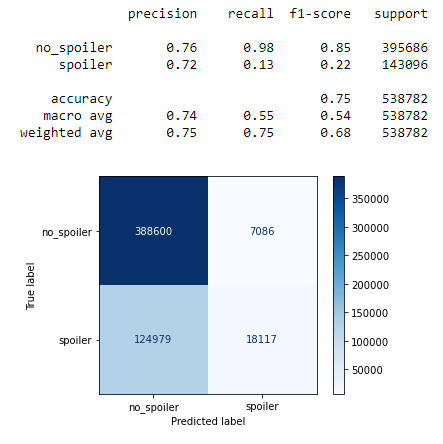 precision recall f1-score support
no_spoiler 0.76 0.98 0.85 395686
spoiler 0.72 0.13 0.22 143096
accuracy 0.75 538782
macro avg 0.74 0.55 0.54 538782
weighted avg 0.75 0.75 0.68 538782
no_spoiler 388600 7086
spoiler 124979 18117
no_spoiler spoiler
True label
Predicted label
350000
300000
250000
200000
150000
100000
50000